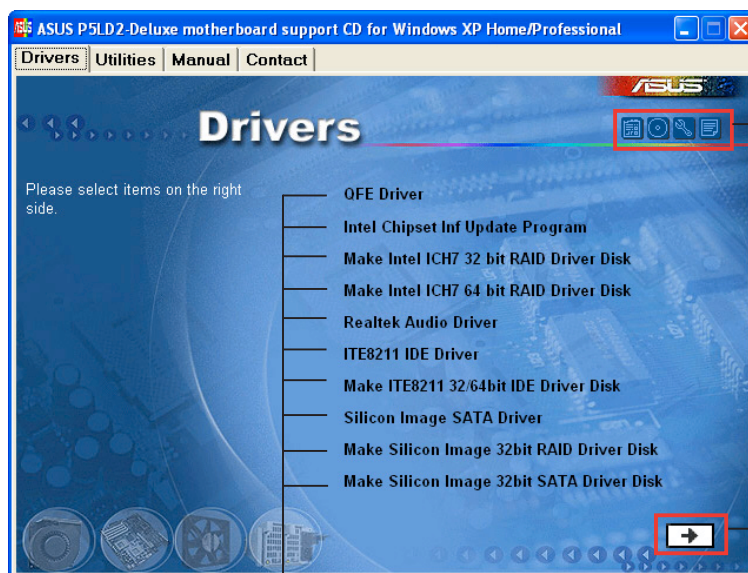 ASUS P5LD2-Deluxe motherboard support CD for Windows XP Home/Professional
Drivers Utilities Manual Contact
ASUS
Drivers
Please select items on the right
side.
QFE Driver
Intel Chipset Inf Update Program
Make Intel ICH7 32 bit RAID Driver Disk
Make Intel ICH7 64 bit RAID Driver Disk
Realtek Audio Driver
ITE8211 IDE Driver
Make ITE8211 32/64bit IDE Driver Disk
Silicon Image SATA Driver
Make Silicon Image 32bit RAID Driver Disk
Make Silicon Image 32bit SATA Driver Disk